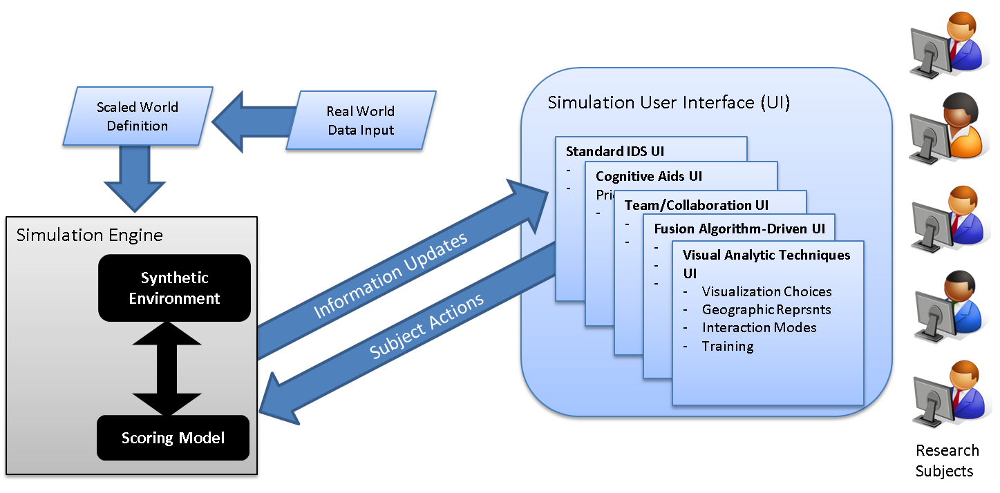 Scaled World
Definition
Real World
Data Input
Simulation Engine
Synthetic
Environment
Scoring Model
Information Updates
Subject Actions
Simulation User Interface (UI)
Standard IDS UI
-
-
Cognitive Aids UI
-
Team/Collaboration UI
-
-
Fusion Algorithm-Driven UI
-
-
-
Visual Analytic Techniques
UI
- Visualization Choices
- Geographic Reprsnts
- Interaction Modes
- Training
Research
Subjects